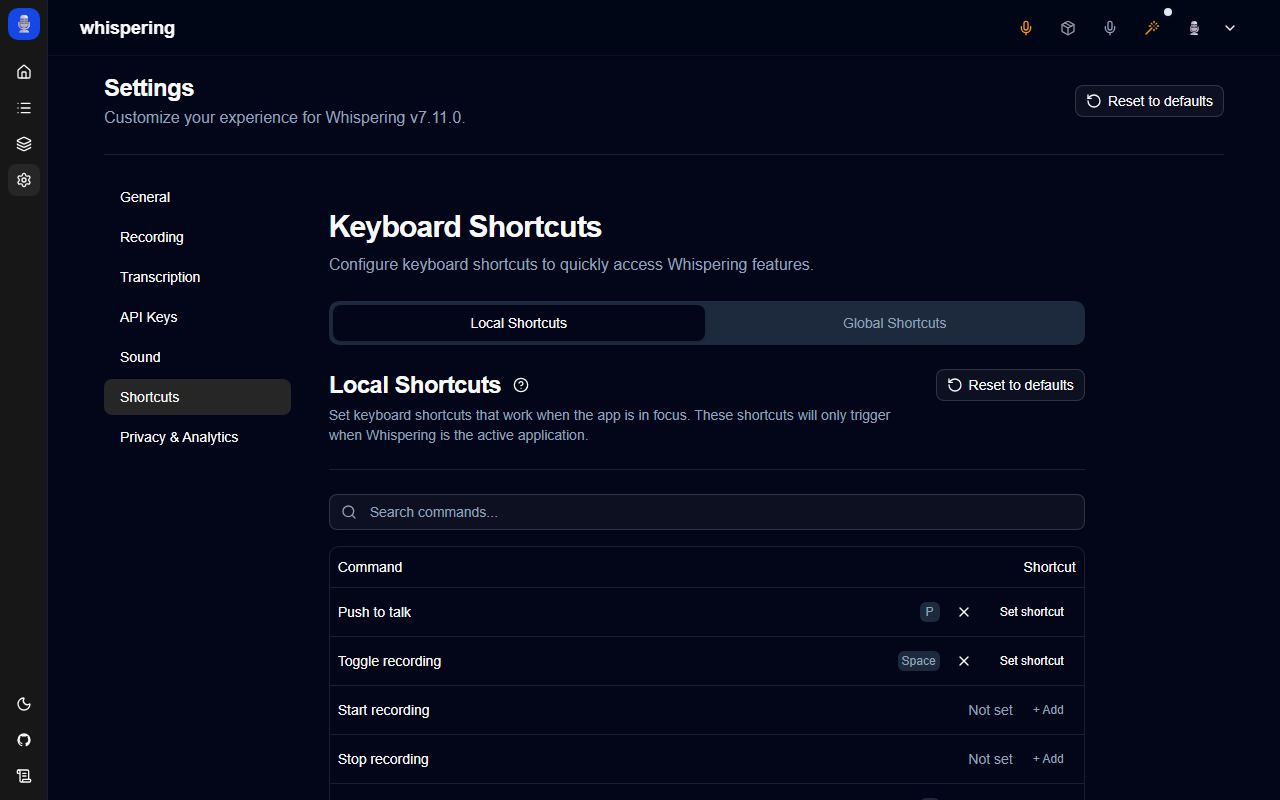 whispering
Settings
Customize your experience for Whispering v7.11.0.
Reset to defaults
General
Recording
Transcription
API Keys
Sound
Shortcuts
Privacy & Analytics
Keyboard Shortcuts
Configure keyboard shortcuts to quickly access Whispering features.
Local Shortcuts
Global Shortcuts
Local Shortcuts
Reset to defaults
Set keyboard shortcuts that work when the app is in focus. These shortcuts will only trigger
when Whispering is the active application.
Search commands...
Command Shortcut
Push to talk P Set shortcut
Toggle recording Space Set shortcut
Start recording Not set + Add
Stop recording Not set + Add